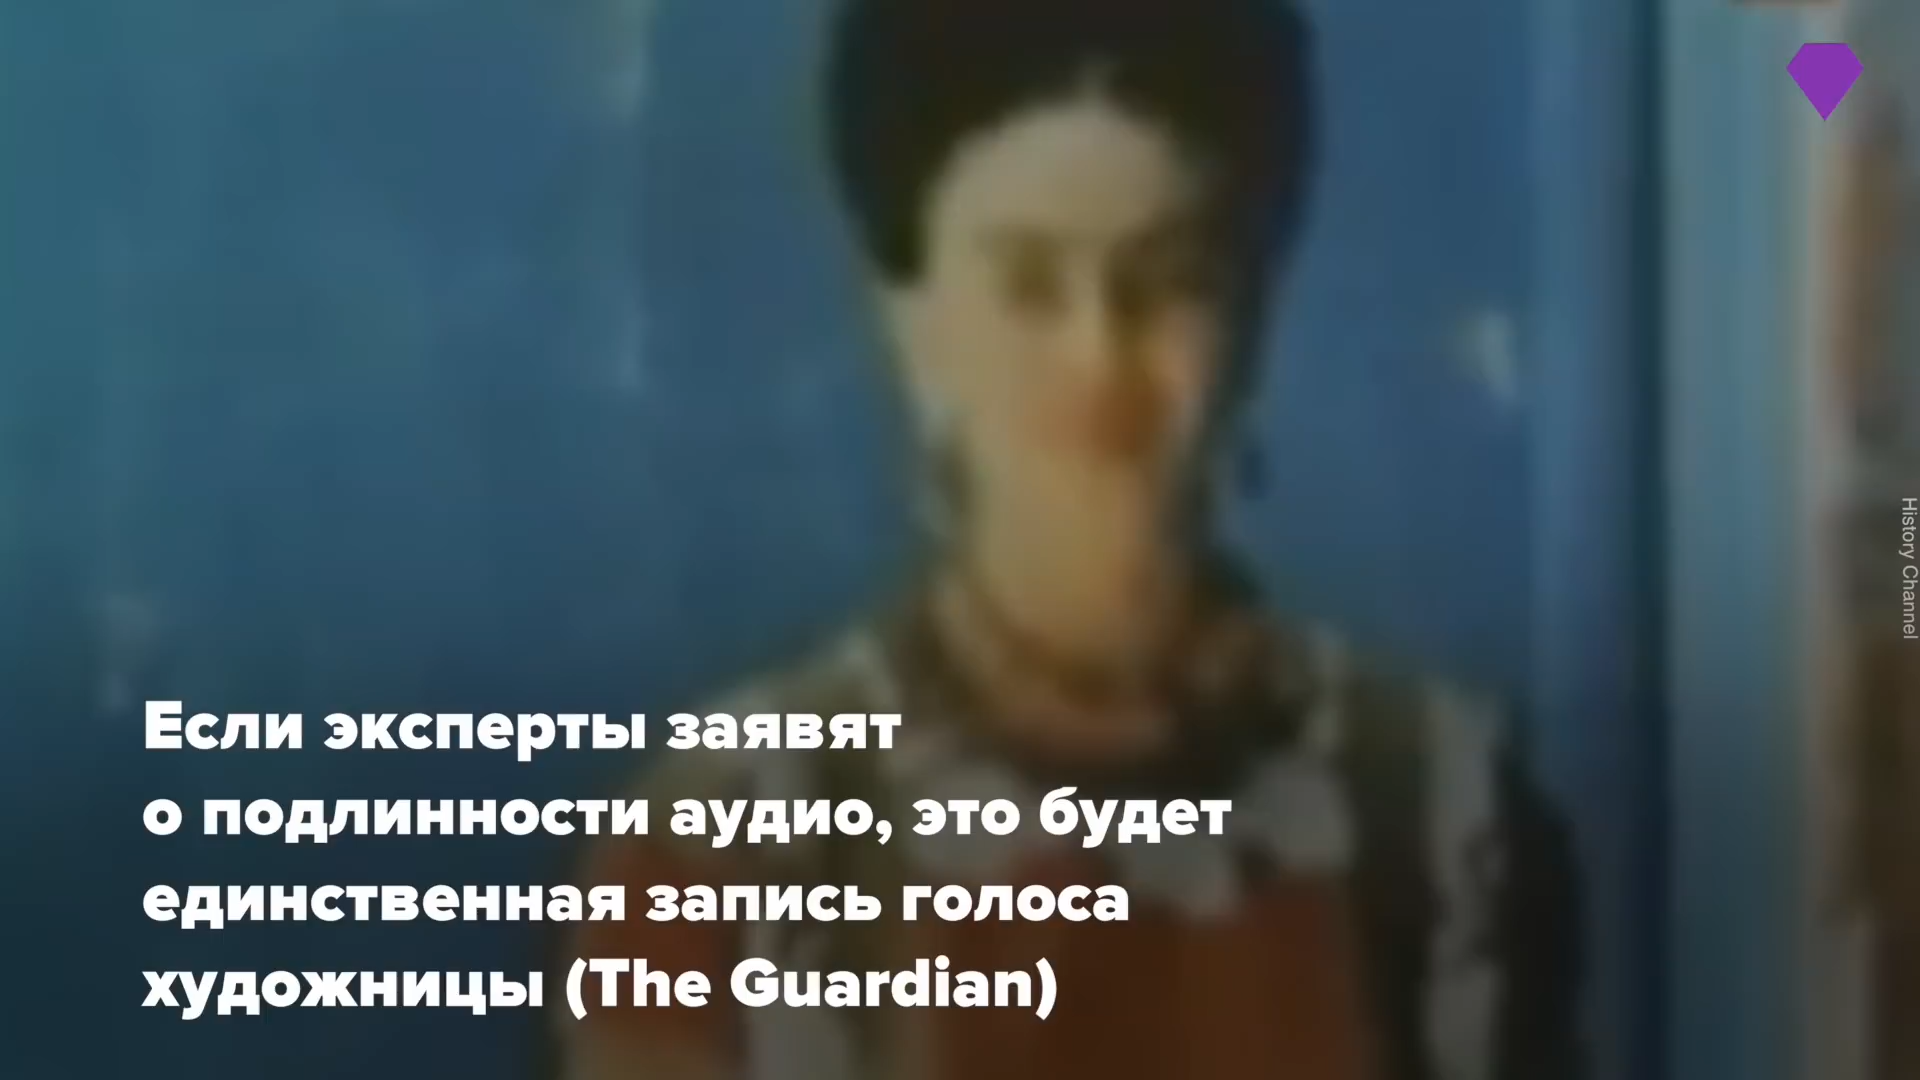 Если эксперты заявят
о подлинности аудио, это будет
единственная запись голоса
художницы (The Guardian)
History Channel